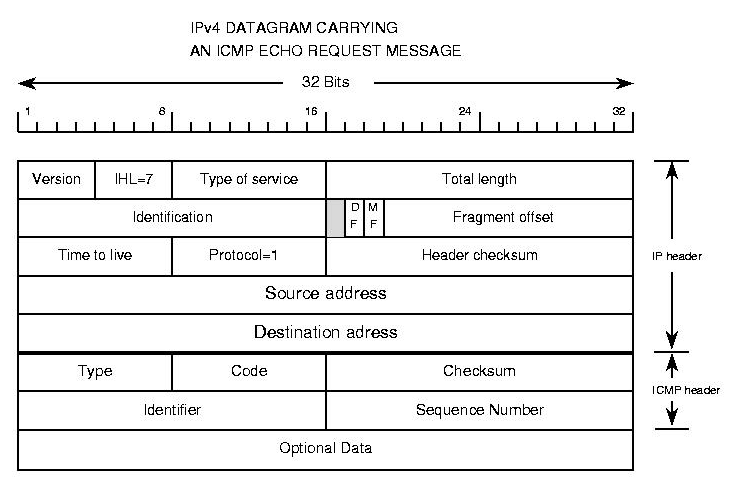 IPv4 DATAGRAM CARRYING
AN ICMP ECHO REQUEST MESSAGE
32 Bits
1 8 16 24 32
Version IHL=7 Type of service Total length
Identification D F M F Fragment offset
Time to live Protocol=1 Header checksum
IP header
Source address
Destination adress
Type Code Checksum
ICMP header
Identifier Sequence Number
Optional Data